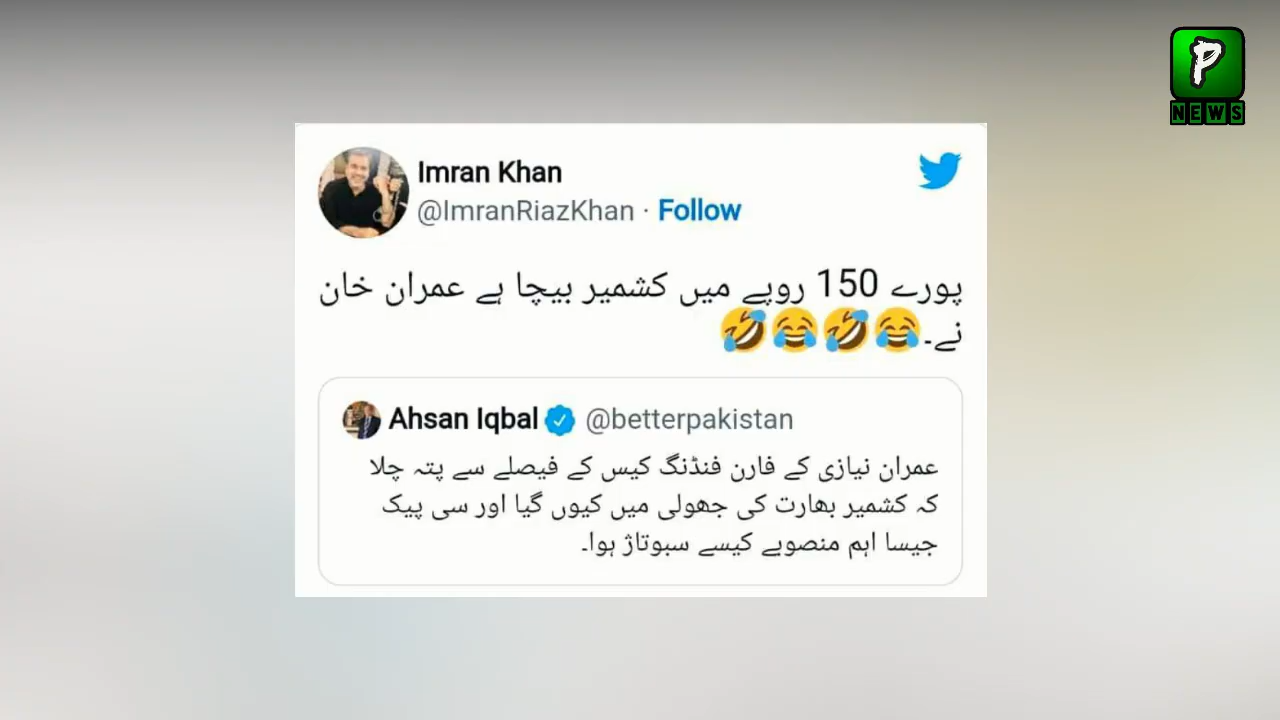 P
NEWS
Imran Khan
@ImranRiazKhan · Follow
پورے 150 روپے میں کشمیر بیچا ہے عمران خان
نے۔😂🤣😂🤣
Ahsan Iqbal @betterpakistan
عمران نیازی کے فارن فنڈنگ کیس کے فیصلے سے پتہ چلا
کہ کشمیر بھارت کی جھولی میں کیوں گیا اور سی پیک
جیسا اہم منصوبے کیسے سبوتاژ ہوا۔